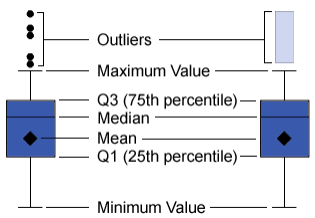 Outliers
Maximum Value
Q3 (75th percentile)
Median
Mean
Q1 (25th percentile)
Minimum Value